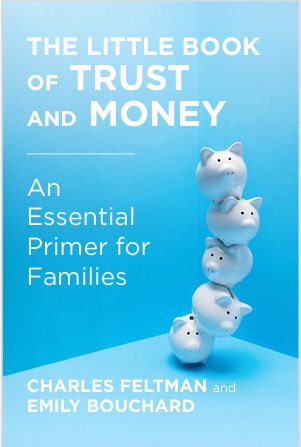 THE LITTLE BOOK
OF TRUST
AND MONEY
An
Essential
Primer for
Families
CHARLES FELTMAN and
EMILY BOUCHARD